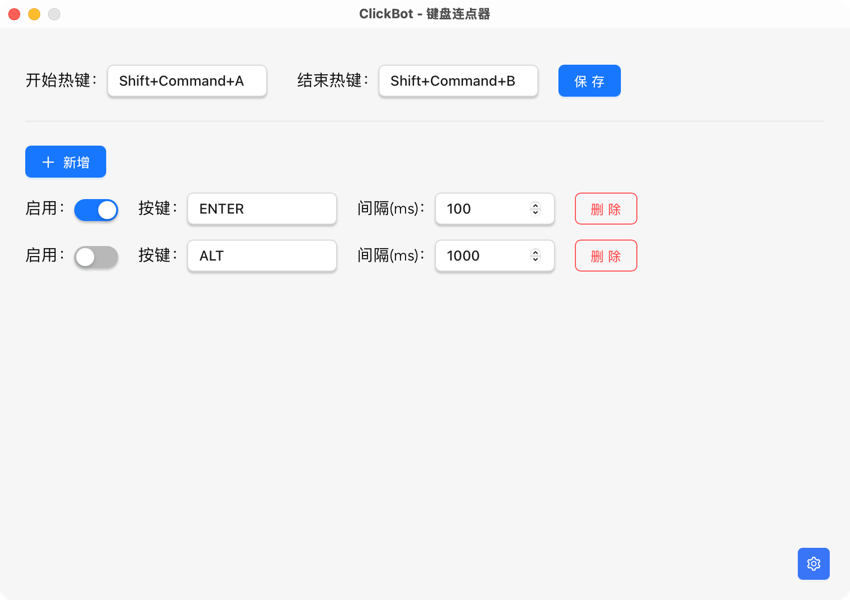 ClickBot - 键盘连点器
开始热键： Shift+Command+A 结束热键： Shift+Command+B 保 存
+ 新增
启用： 按键： ENTER 间隔(ms)： 100 删 除
启用： 按键： ALT 间隔(ms)： 1000 删 除